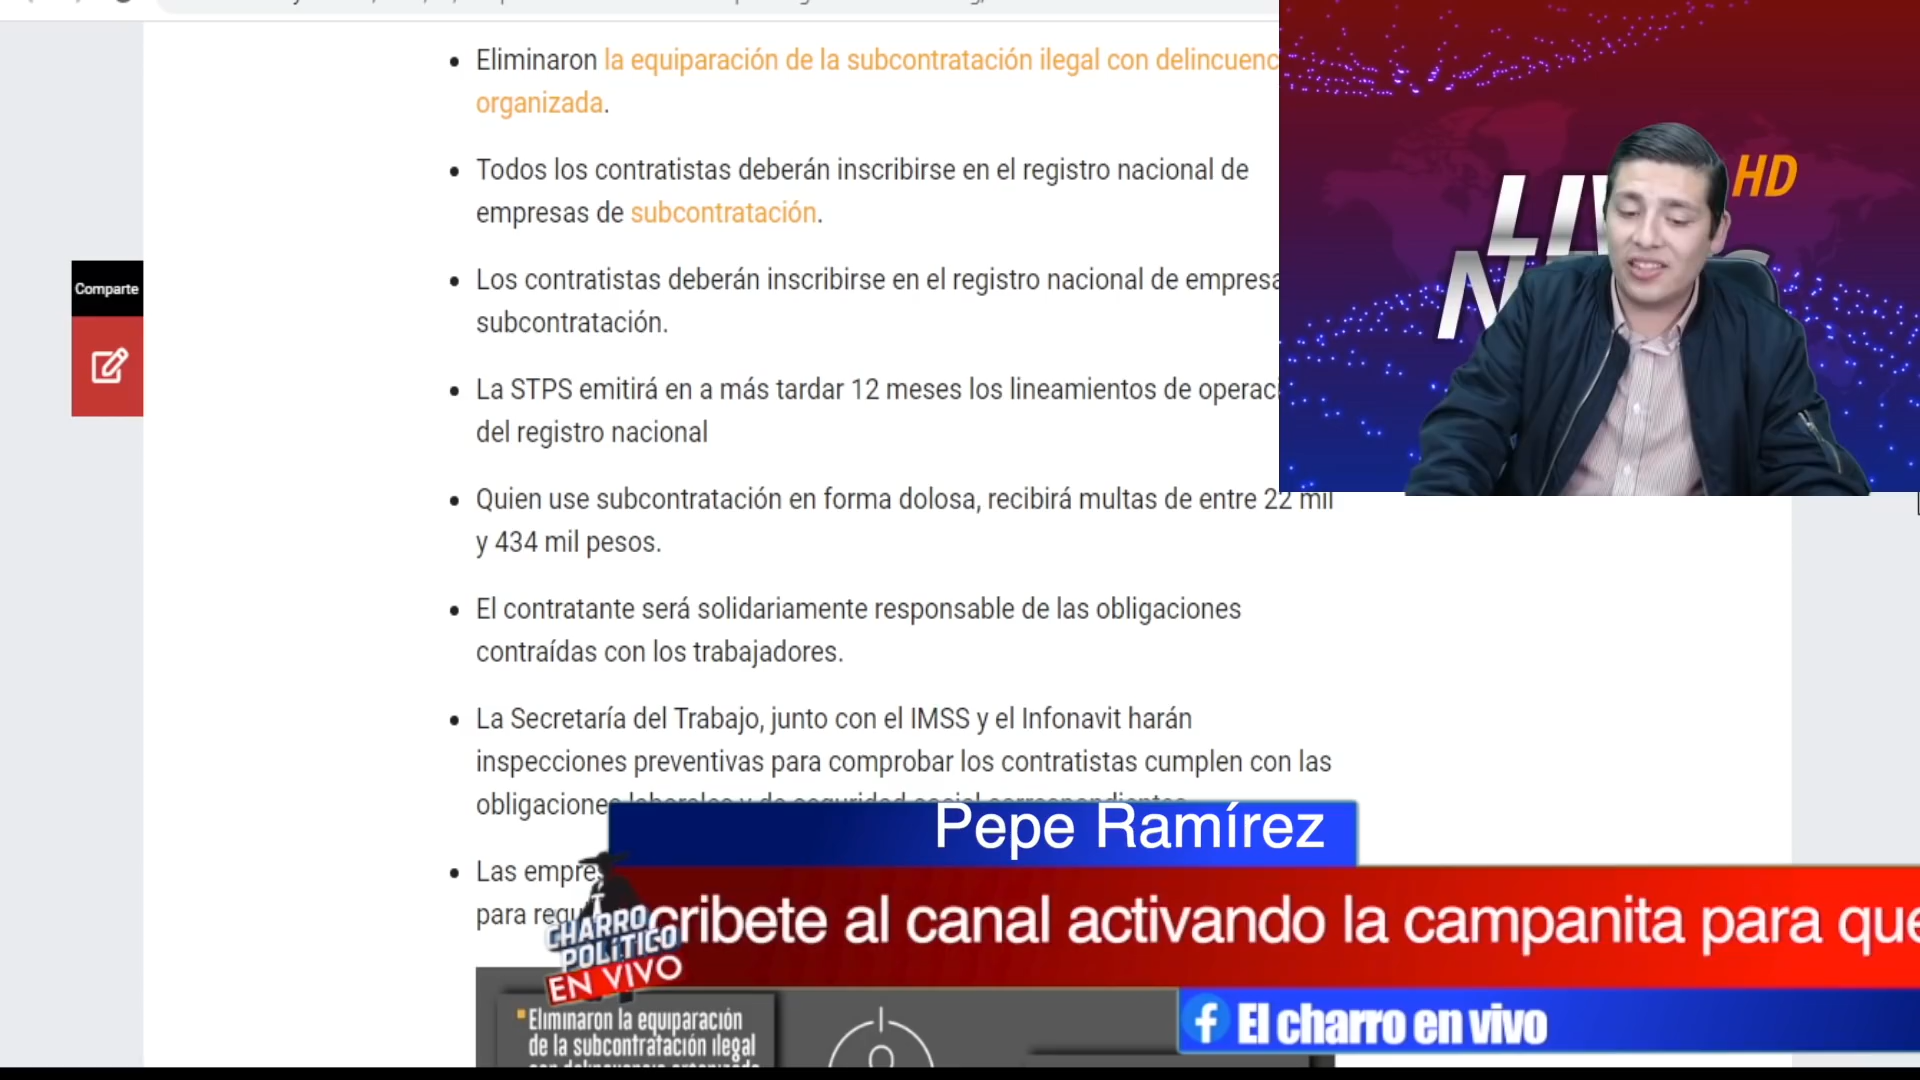 Eliminaron la equiparación de la subcontratación ilegal con
organizada.
Todos los contratistas deberán inscribirse en el registro nacional de
empresas de subcontratación.
Los contratistas deberán inscribirse en el registro nacional de
subcontratación.
La STPS emitirá en a más tardar 12 meses los lineamientos de
del registro nacional
Quien use subcontratación en forma dolosa, recibirá multas de entre 22 mil
y 434 mil pesos.
El contratante será solidariamente responsable de las obligaciones
contraídas con los trabajadores.
La Secretaría del Trabajo, junto con el IMSS y el Infonavit harán
inspecciones preventivas para comprobar los contratistas cumplen con las
obligaciones laborales y de seguridad social correspondientes
Las
para
Comparte
HD
Pepe Ramírez
cribete al canal activando la campanita para que
CHARRO
POLÍTICO
EN VIVO
El charro en vivo
Eliminaron la equiparación
de la subcontratación ilegal